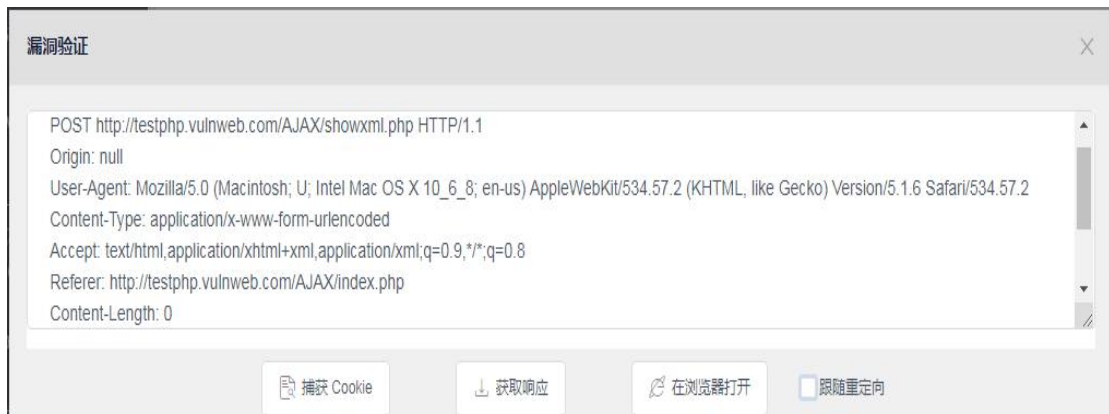 漏洞验证
POST http://testphp.vulnweb.com/AJAX/showxml.php HTTP/1.1
Origin: null
User-Agent: Mozilla/5.0 (Macintosh; U; Intel Mac OS X 10_6_8; en-us) AppleWebKit/534.57.2 (KHTML, like Gecko) Version/5.1.6 Safari/534.57.2
Content-Type: application/x-www-form-urlencoded
Accept: text/html,application/xhtml+xml,application/xml;q=0.9,*/*;q=0.8
Referer: http://testphp.vulnweb.com/AJAX/index.php
Content-Length: 0
捕获 Cookie 获取响应 在浏览器打开 跟随重定向